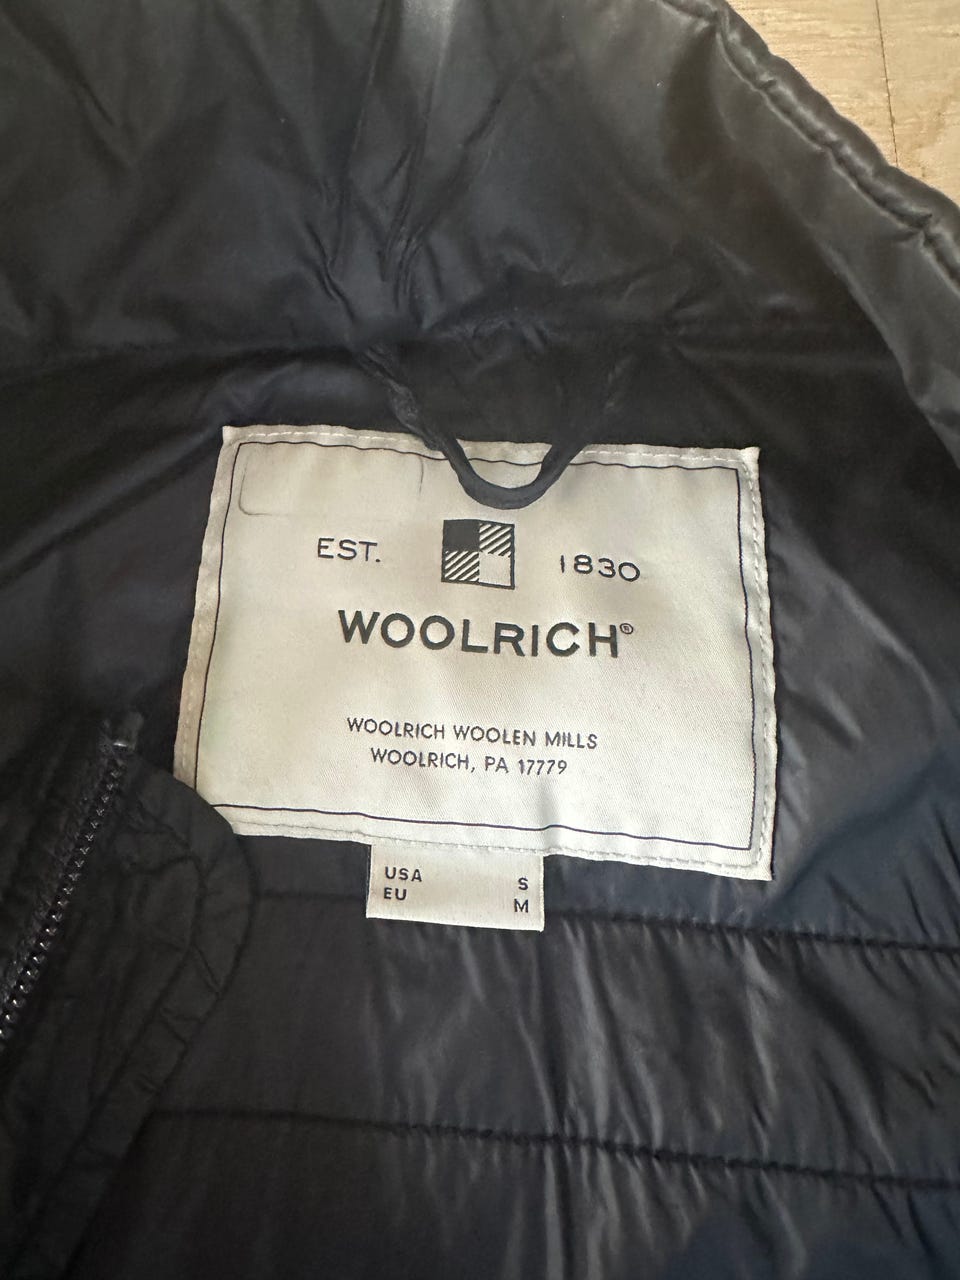 EST. 1830
WOOLRICH®
WOOLRICH WOOLEN MILLS
WOOLRICH, PA 17779
USA S
EU M